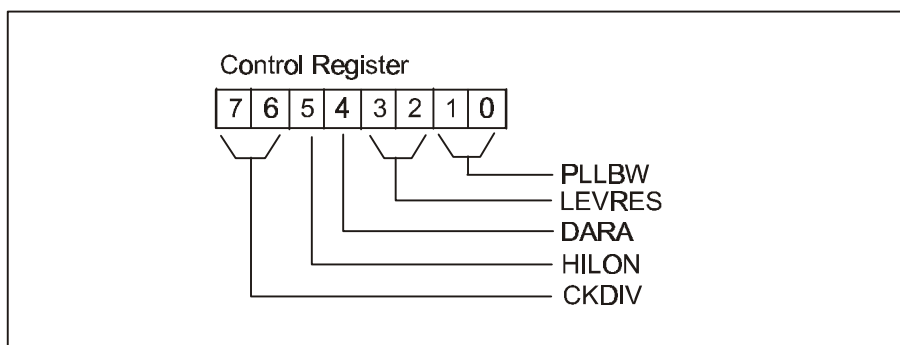 Control Register
7 6 5 4 3 2 1 0
PLLBW
LEVRES
DARA
HILON
CKDIV